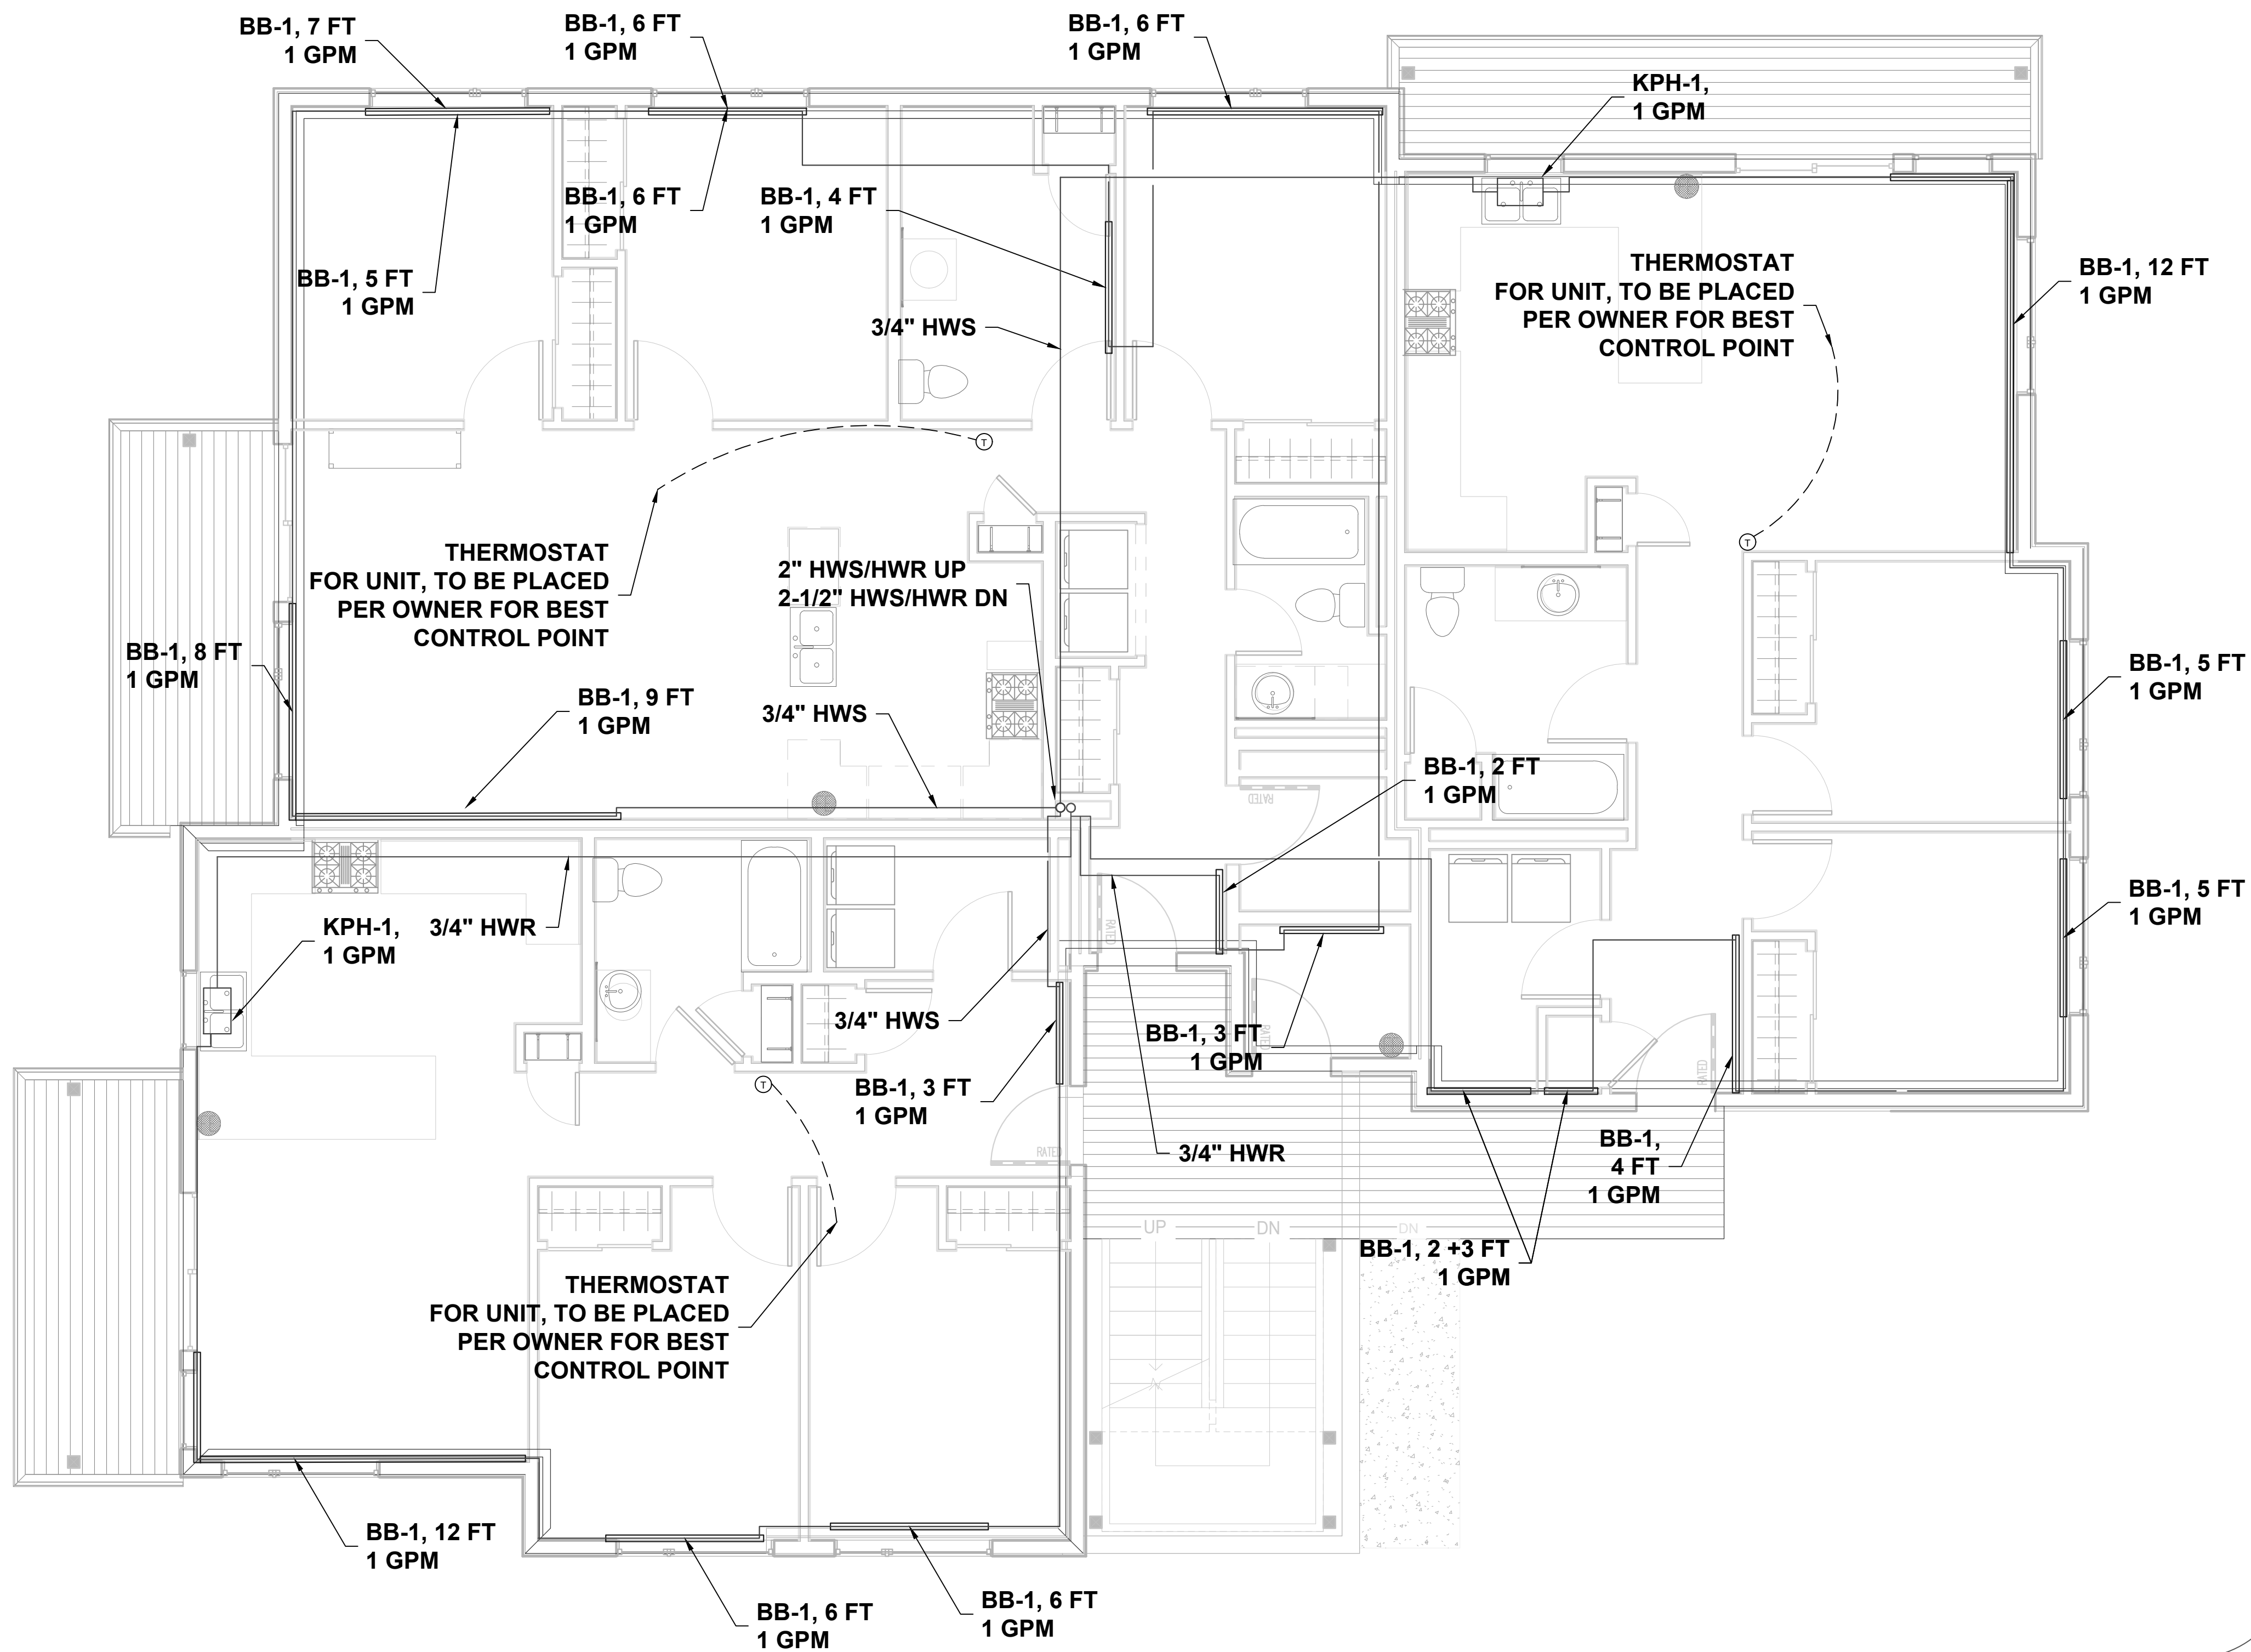 BB-1, 7 FT
1 GPM
BB-1, 6 FT
1 GPM
BB-1, 6 FT
1 GPM
KPH-1,
1 GPM
BB-1, 6 FT
1 GPM
BB-1, 4 FT
1 GPM
BB-1, 5 FT
1 GPM
3/4" HWS
THERMOSTAT
FOR UNIT, TO BE PLACED
PER OWNER FOR BEST
CONTROL POINT
BB-1, 12 FT
1 GPM
T
T
THERMOSTAT
FOR UNIT, TO BE PLACED
PER OWNER FOR BEST
CONTROL POINT
2" HWS/HWR UP
2-1/2" HWS/HWR DN
BB-1, 8 FT
1 GPM
BB-1, 9 FT
1 GPM
3/4" HWS
BB-1, 5 FT
1 GPM
BB-1, 2 FT
1 GPM
RATED
BB-1, 5 FT
1 GPM
KPH-1,
1 GPM
3/4" HWR
RATED
3/4" HWS
BB-1, 3 FT
1 GPM
RATED
BB-1, 3 FT
1 GPM
T
RATED
RATED
3/4" HWR
BB-1,
4 FT
1 GPM
UP
DN
DN
BB-1, 2 +3 FT
1 GPM
THERMOSTAT
FOR UNIT, TO BE PLACED
PER OWNER FOR BEST
CONTROL POINT
BB-1, 12 FT
1 GPM
BB-1, 6 FT
1 GPM
BB-1, 6 FT
1 GPM